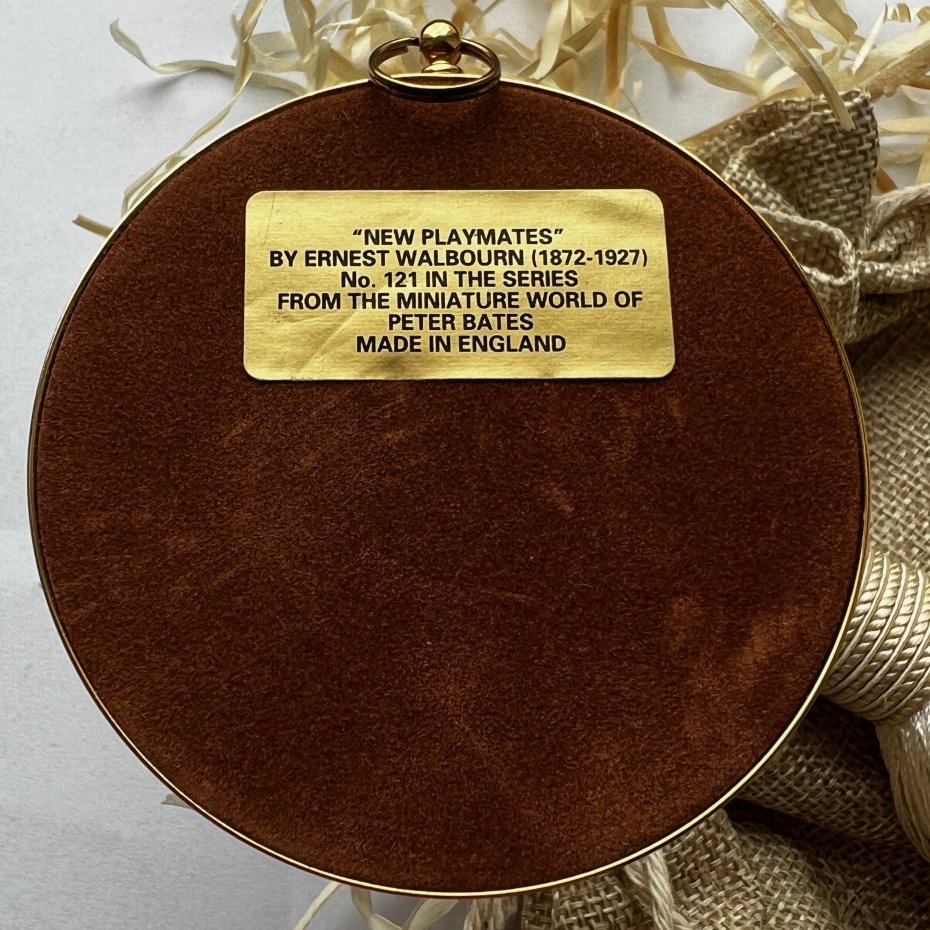 “NEW PLAYMATES”
BY ERNEST WALBOURN (1872-1927)
No. 121 IN THE SERIES
FROM THE MINIATURE WORLD OF
PETER BATES
MADE IN ENGLAND